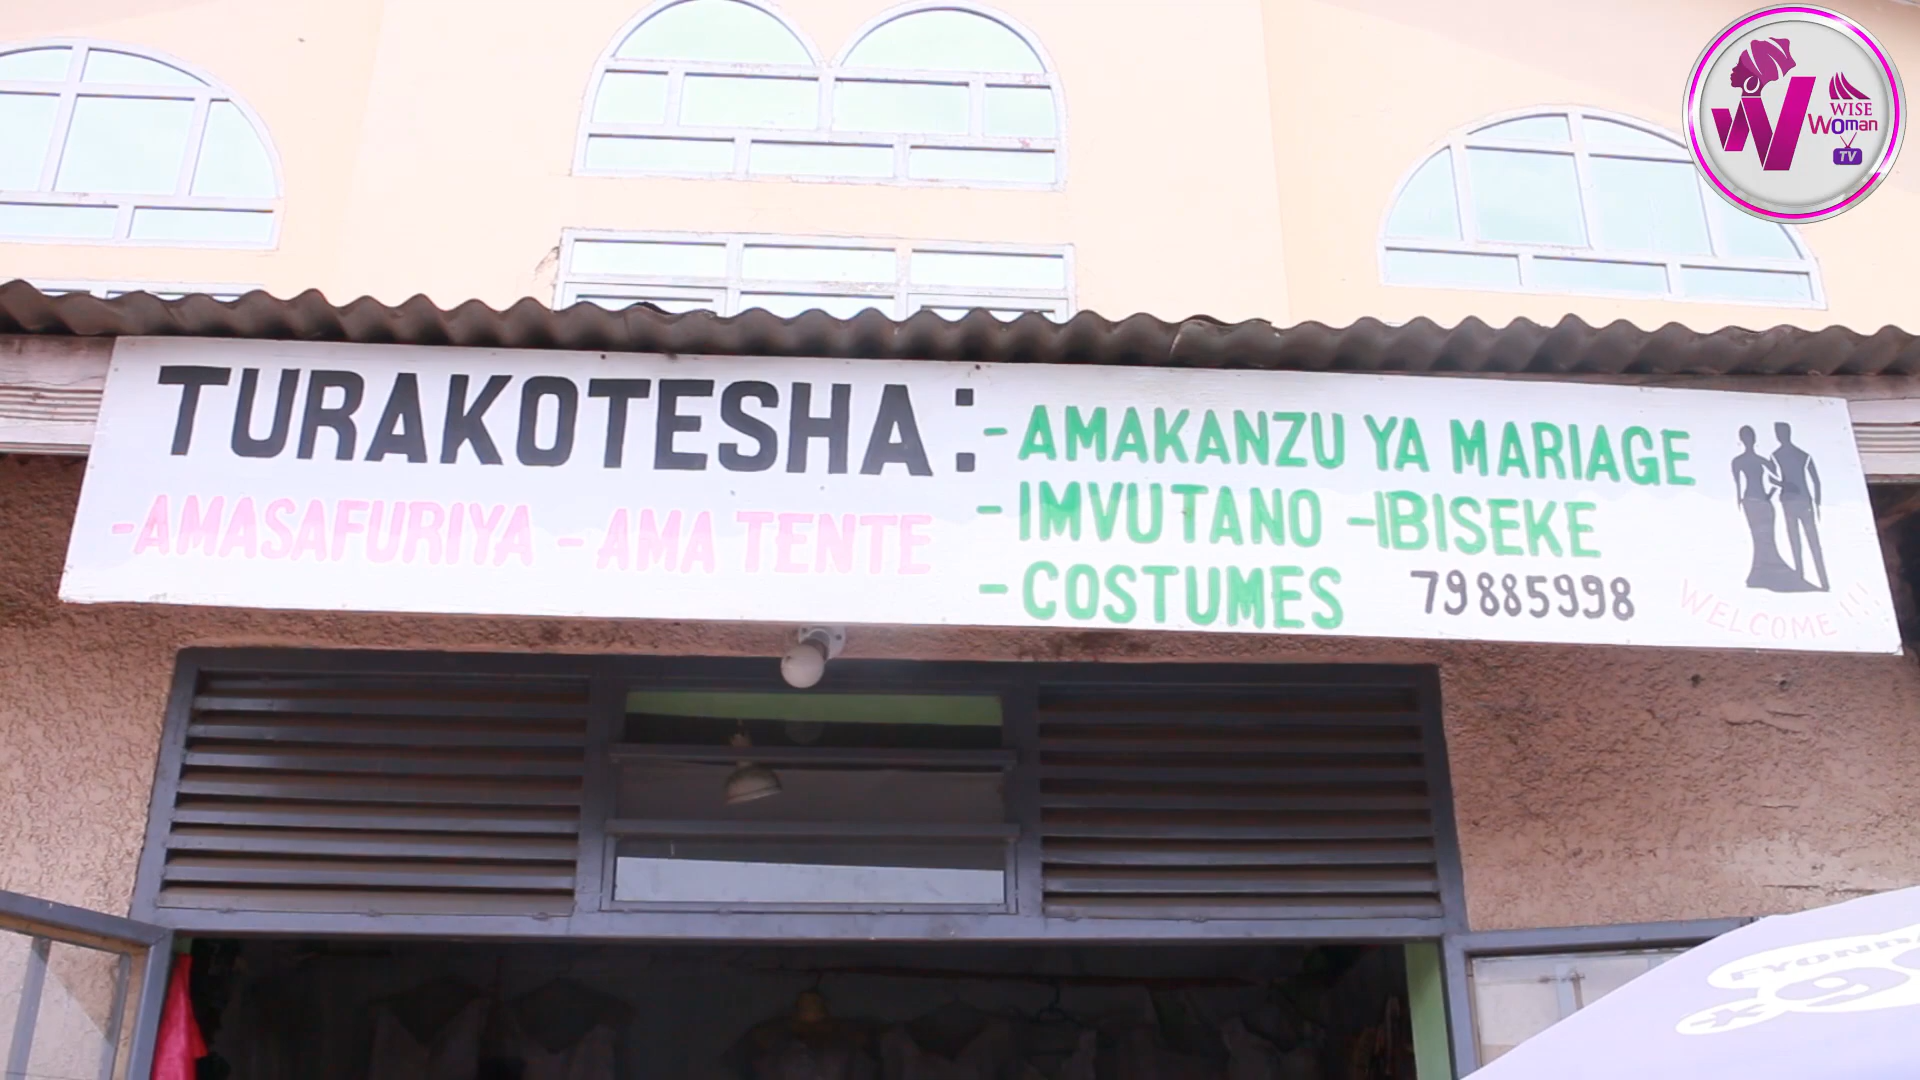 TURAKOTESHA:
-AMASAFURIYA -AMA TENTE
-AMAKANZU YA MARIAGE
-IMVUTANO -IBISEKE
-COSTUMES 79885998
WELCOME!!!
WISE
WOman
TV